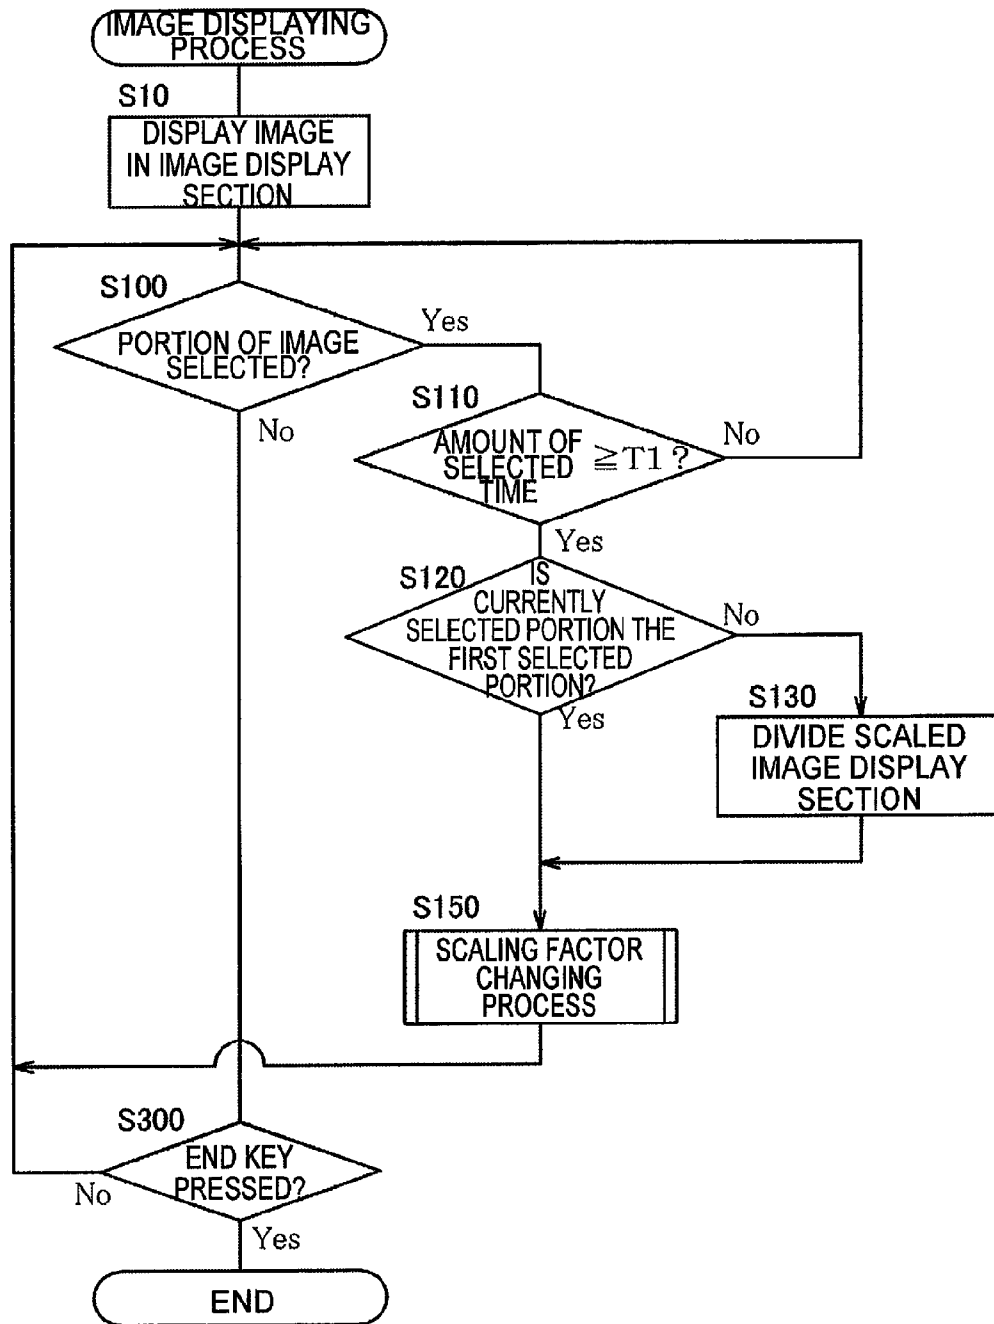 IMAGE DISPLAYING
PROCESS
S10
DISPLAY IMAGE
IN IMAGE DISPLAY
SECTION
S100
PORTION OF IMAGE
SELECTED?
Yes
No
S110
AMOUNT OF
SELECTED
TIME
≧T1?
No
Yes
S120
IS
CURRENTLY
SELECTED PORTION THE
FIRST SELECTED
PORTION?
No
Yes
S130
DIVIDE SCALED
IMAGE DISPLAY
SECTION
S150
SCALING FACTOR
CHANGING
PROCESS
S300
END KEY
PRESSED?
No
Yes
END